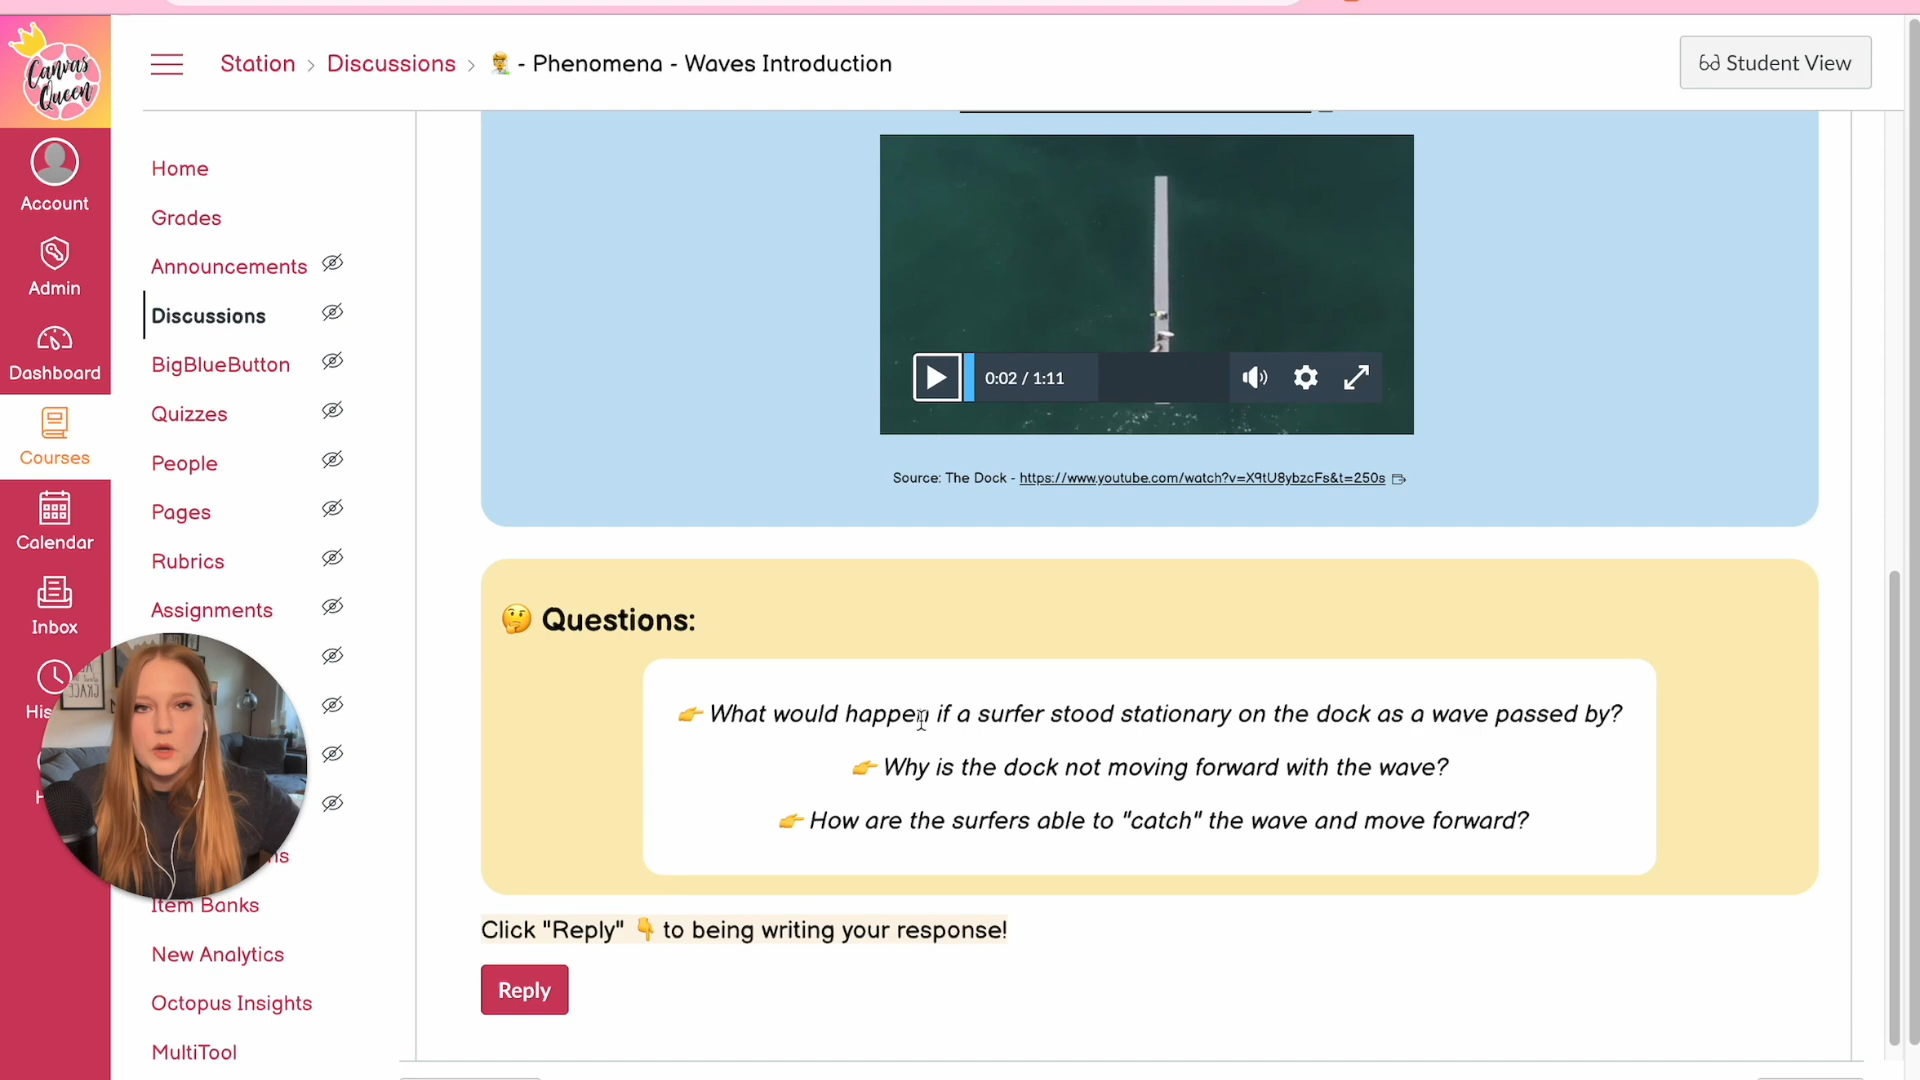 Canvas
Queen
Station > Discussions > - Phenomena - Waves Introduction
Student View
Account
Admin
Dashboard
Courses
Calendar
Inbox
His
H
Home
Grades
Announcements
Discussions
BigBlueButton
Quizzes
People
Pages
Rubrics
Assignments
ns
Item Banks
New Analytics
Octopus Insights
MultiTool
0:02 / 1:11
Source: The Dock - https://www.youtube.com/watch?v=X9tU8ybzcFs&t=250s
Questions:
What would happen if a surfer stood stationary on the dock as a wave passed by?
Why is the dock not moving forward with the wave?
How are the surfers able to "catch" the wave and move forward?
Click "Reply" to being writing your response!
Reply